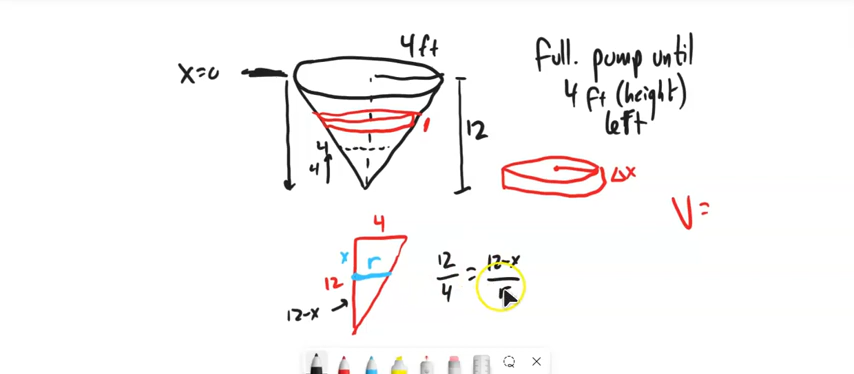 4ft
x=0
12
4
4
1
full. pump until
4 ft (height)
left
Δx
V=
4
x
r
12
12-x
12/4 = 12-x/r